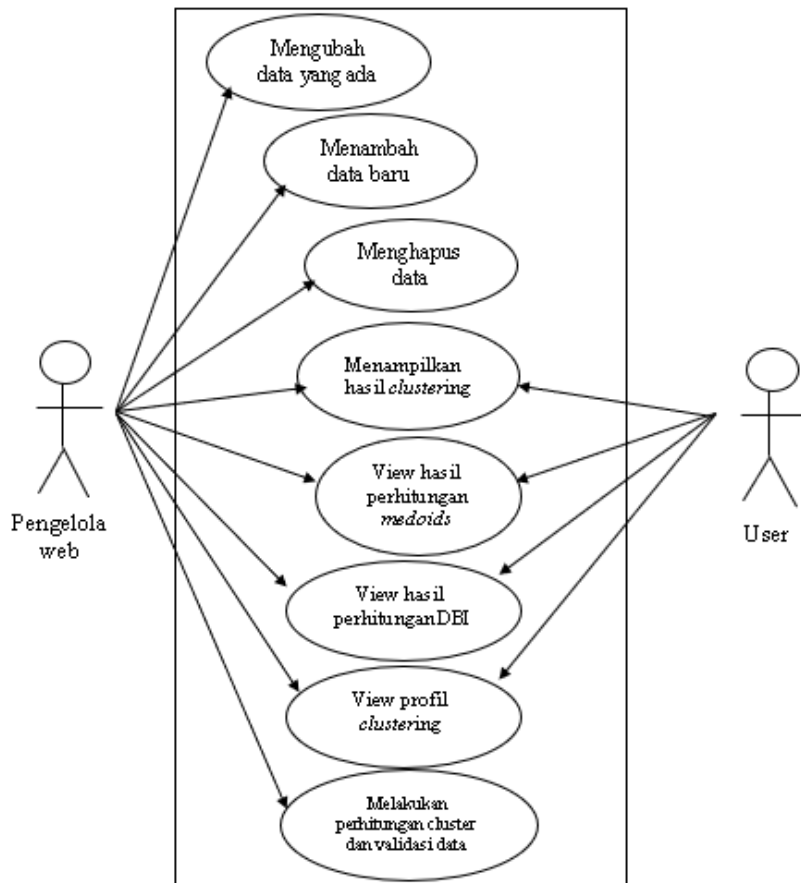 Mengubah
data yang ada
Menambah
data baru
Menghapus
data
Menampilkan
hasil clustering
View hasil
perhitungan
medoids
Pengelola
web
User
View hasil
perhitungan DBI
View profil
clustering
Melakukan
perhitungan cluster
dan validasi data